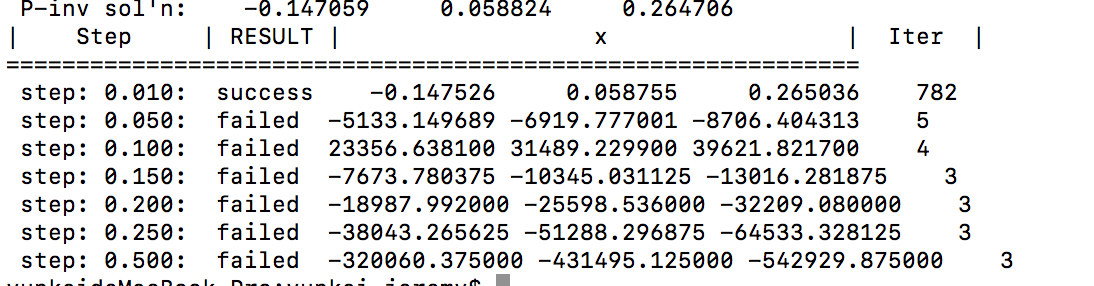 P-inv sol'n: -0.147059 0.058824 0.264706
| Step | RESULT | x | Iter |
=============================================================
step: 0.010: success -0.147526 0.058755 0.265036 782
step: 0.050: failed -5133.149689 -6919.777001 -8706.404313 5
step: 0.100: failed 23356.638100 31489.229900 39621.821700 4
step: 0.150: failed -7673.780375 -10345.031125 -13016.281875 3
step: 0.200: failed -18987.992000 -25598.536000 -32209.080000 3
step: 0.250: failed -38043.265625 -51288.296875 -64533.328125 3
step: 0.500: failed -320060.375000 -431495.125000 -542929.875000 3